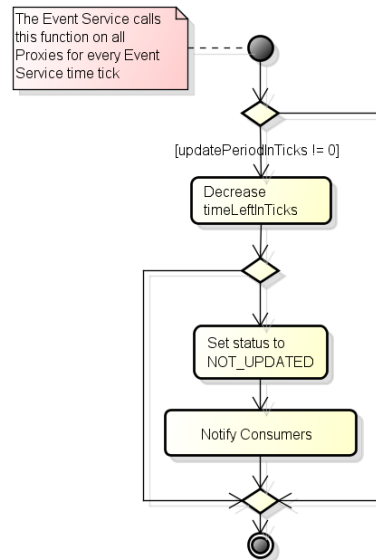 The Event Service calls
this function on all
Proxies for every Event
Service time tick
[updatePeriodInTicks != 0]
Decrease
timeLeftInTicks
Set status to
NOT_UPDATED
Notify Consumers